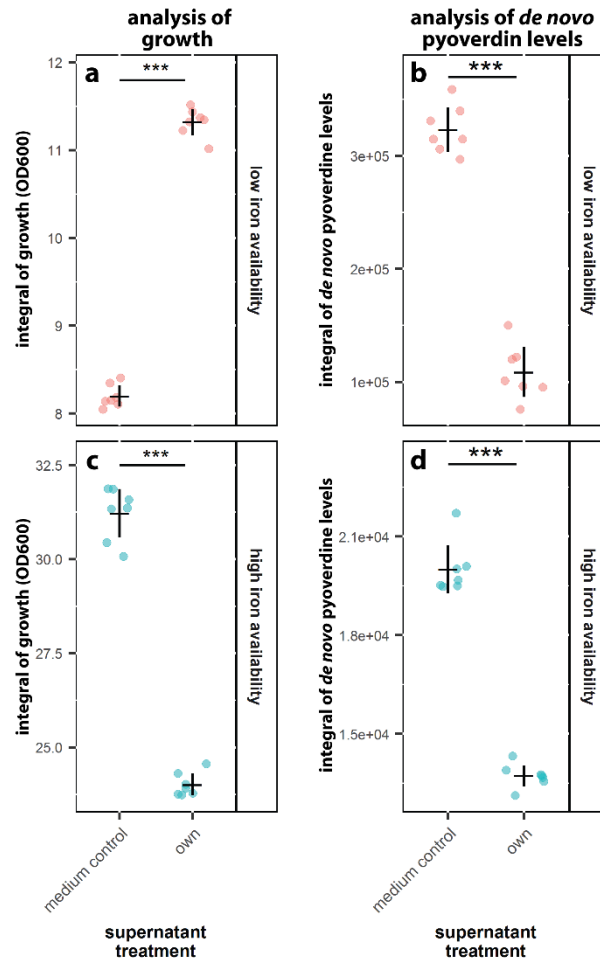 analysis of
growth
analysis of de novo
pyoverdin levels
a
***
12
11
9
8
integral of growth (OD600)
low iron availability
b
***
3e+05
2e+05
1e+05
integral of de novo pyoverdine levels
low iron availability
c
***
32.5
30.0
27.5
25.0
integral of growth (OD600)
high iron availability
d
***
2.1e+04
1.8e+04
1.5e+04
integral of de novo pyoverdine levels
high iron availability
medium control
own
supernatant
treatment
medium control
own
supernatant
treatment